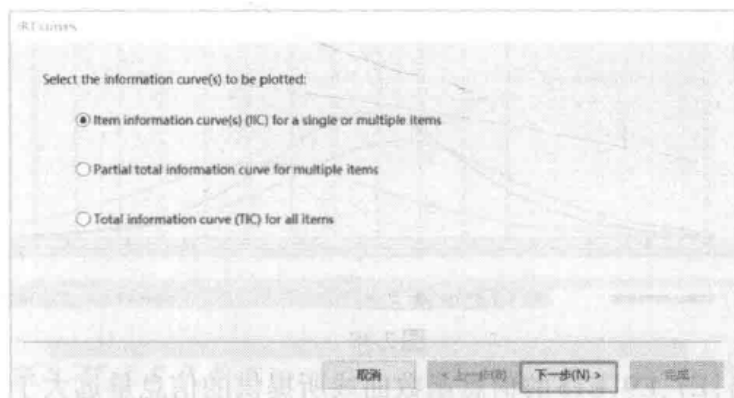 IRT curves
Select the information curve(s) to be plotted:
Item information curve(s) (IIC) for a single or multiple items
Partial total information curve for multiple items
Total information curve (TIC) for all items
取消
< 上一步(B)
下一步(N) >
完成